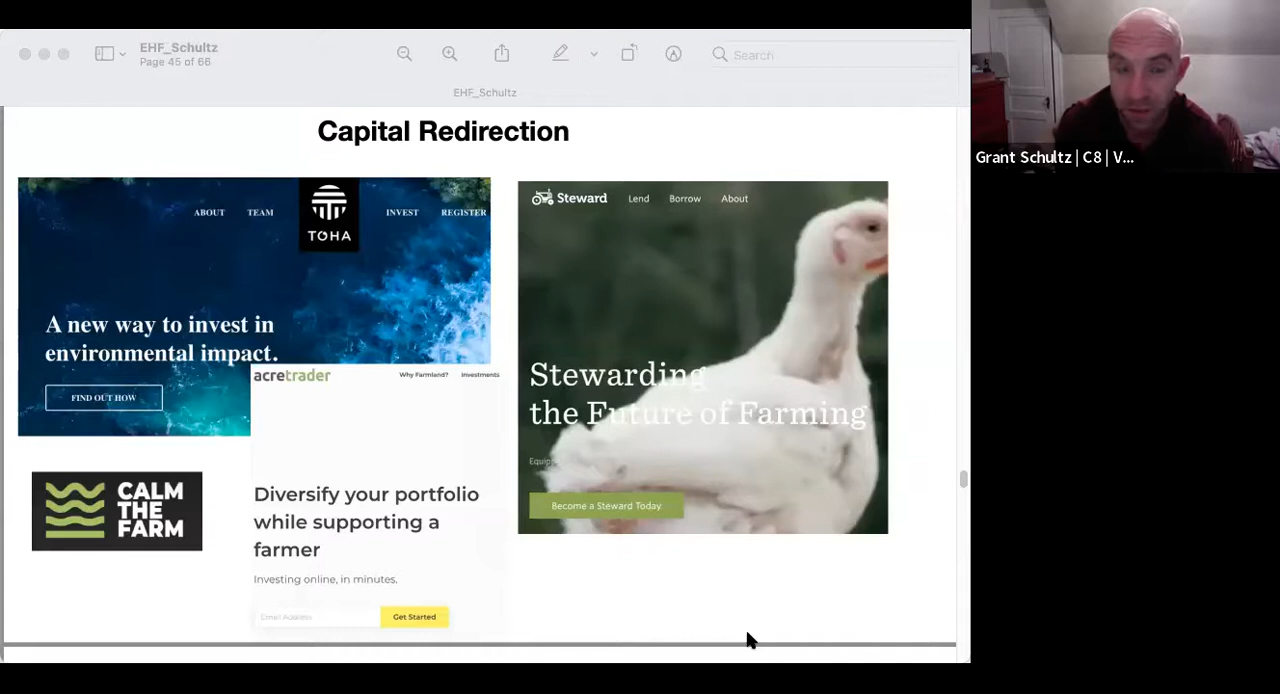 EHF_Schultz
Page 45 of 66
Search
EHF_Schultz
Grant Schultz | C8 | V...
Capital Redirection
ABOUT TEAM TOHA INVEST REGISTER
A new way to invest in
environmental impact.
FIND OUT HOW
Steward Lend Borrow About
Stewarding
the Future of Farming
Equip
Become a Steward Today
acretrader Why Farmland? Investments
Diversify your portfolio
while supporting a
farmer
Investing online, in minutes.
Email Address Get Started
CALM
THE
FARM